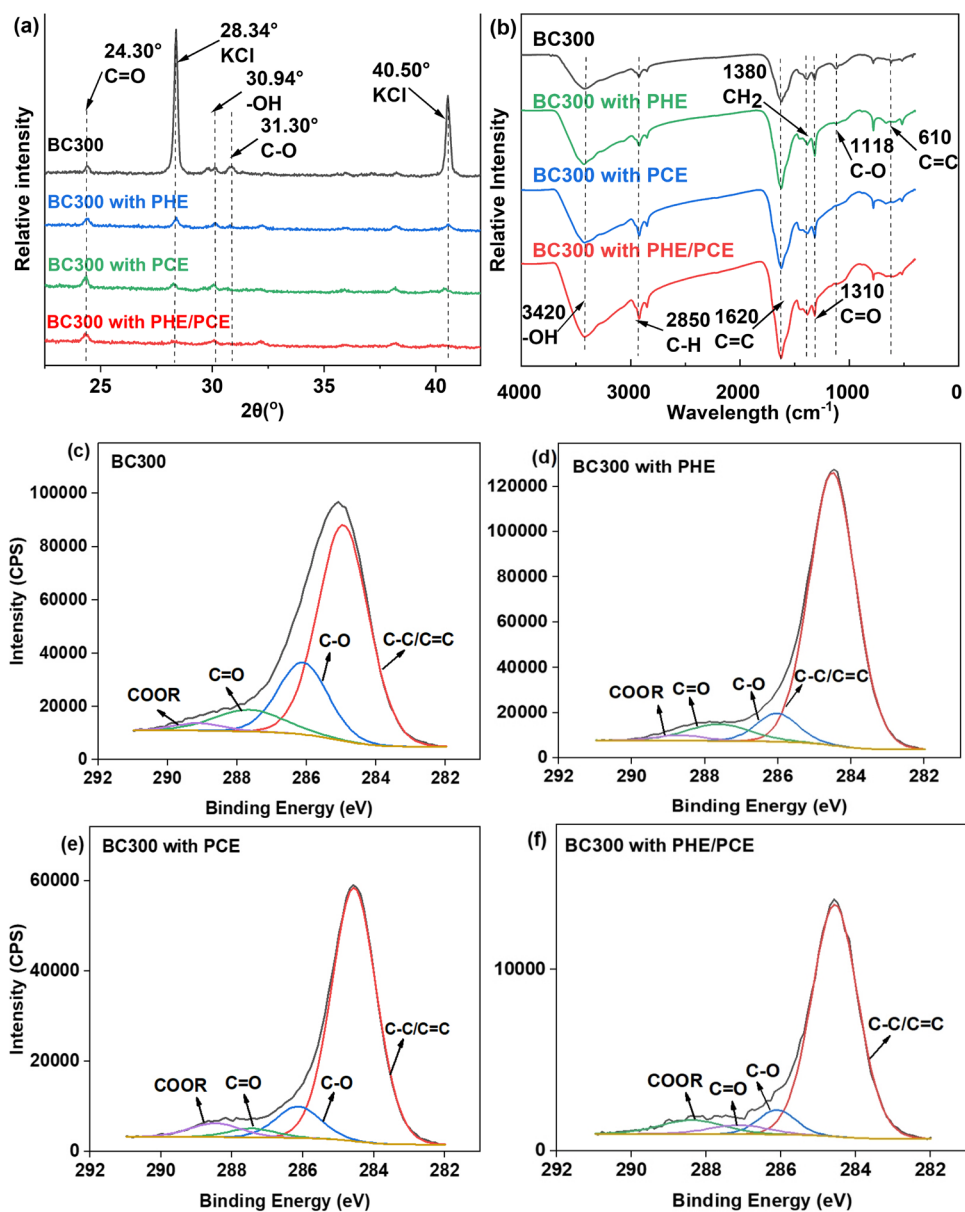 (a)
24.30°
C=O
28.34°
KCl
30.94°
-OH
31.30°
C-O
40.50°
KCl
BC300
BC300 with PHE
BC300 with PCE
BC300 with PHE/PCE
Relative intensity
25 30 35 40
2θ(°)
(b)
BC300
BC300 with PHE
BC300 with PCE
BC300 with PHE/PCE
1380
CH2
1118
C-O
610
C=C
3420
-OH
2850
C-H
1620
C=C
1310
C=O
Relative Intensity
4000 3000 2000 1000 0
Wavelength (cm-1)
(c)
BC300
100000
80000
60000
40000
20000
0
Intensity (CPS)
COOR
C=O
C-O
C-C/C=C
292 290 288 286 284 282
Binding Energy (eV)
(d)
BC300 with PHE
120000
100000
80000
60000
40000
20000
0
COOR
C=O
C-O
C-C/C=C
292 290 288 286 284 282
Binding Energy (eV)
(e)
BC300 with PCE
60000
40000
20000
0
Intensity (CPS)
COOR
C=O
C-O
C-C/C=C
292 290 288 286 284 282
Binding Energy (eV)
(f)
BC300 with PHE/PCE
10000
0
COOR
C=O
C-O
C-C/C=C
292 290 288 286 284 282
Binding Energy (eV)